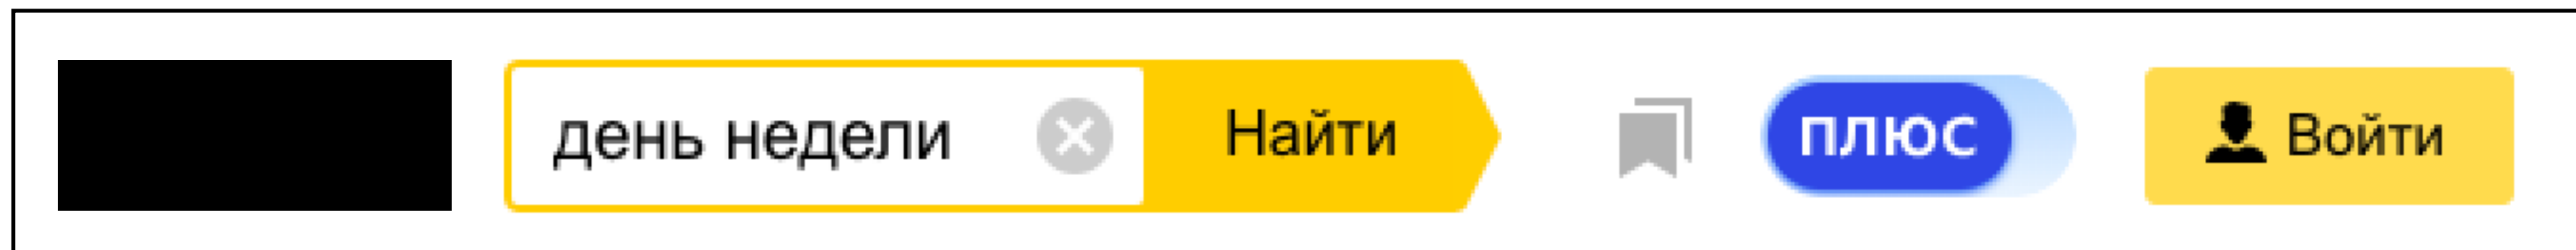 день недели Найти плюс Войти